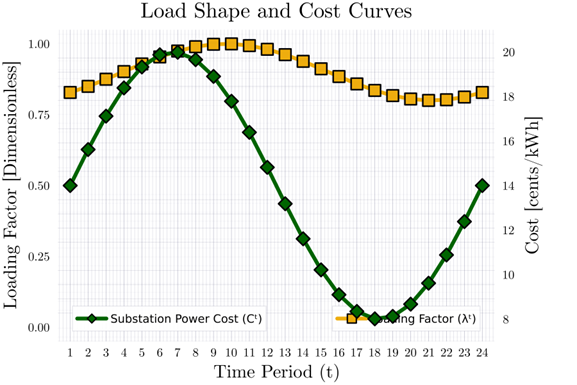 Load Shape and Cost Curves
Loading Factor [Dimensionless]
1.00
0.75
0.50
0.25
0.00
20
18
16
14
12
10
8
Cost [cents/kWh]
Substation Power Cost (Cᵗ)
ding Factor (λᵗ)
1 2 3 4 5 6 7 8 9 10 11 12 13 14 15 16 17 18 19 20 21 22 23 24
Time Period (t)